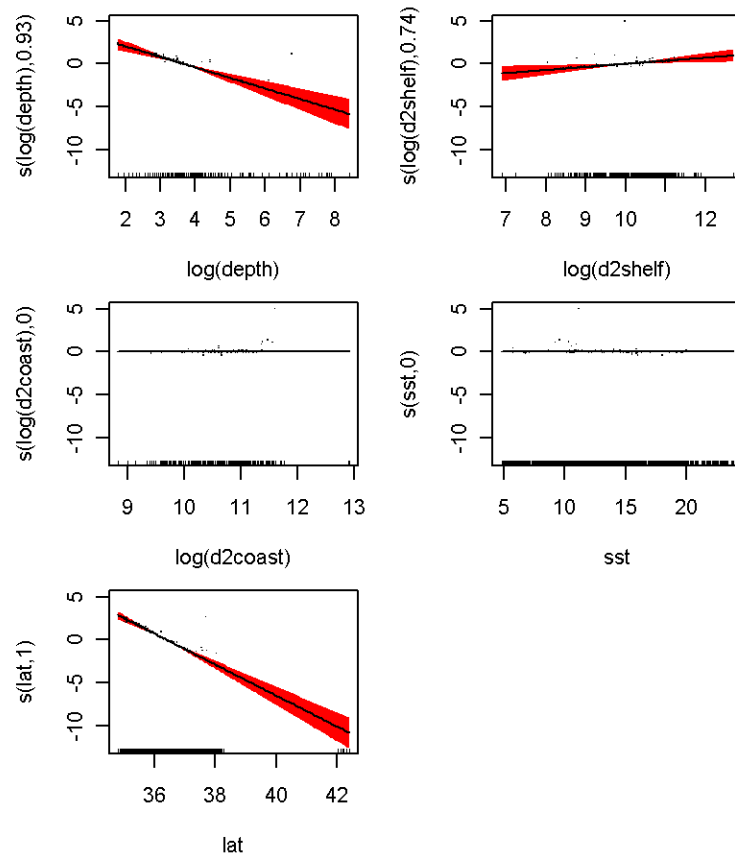 s(log(depth),0.93)
5
0
-5
-10
2 3 4 5 6 7 8
log(depth)
s(log(d2shelf),0.74)
5
0
-5
-10
7 8 9 10 12
log(d2shelf)
s(log(d2coast),0)
5
0
-5
-10
9 10 11 12 13
log(d2coast)
s(sst,0)
5
0
-5
-10
5 10 15 20
sst
s(lat,1)
5
0
-5
-10
36 38 40 42
lat